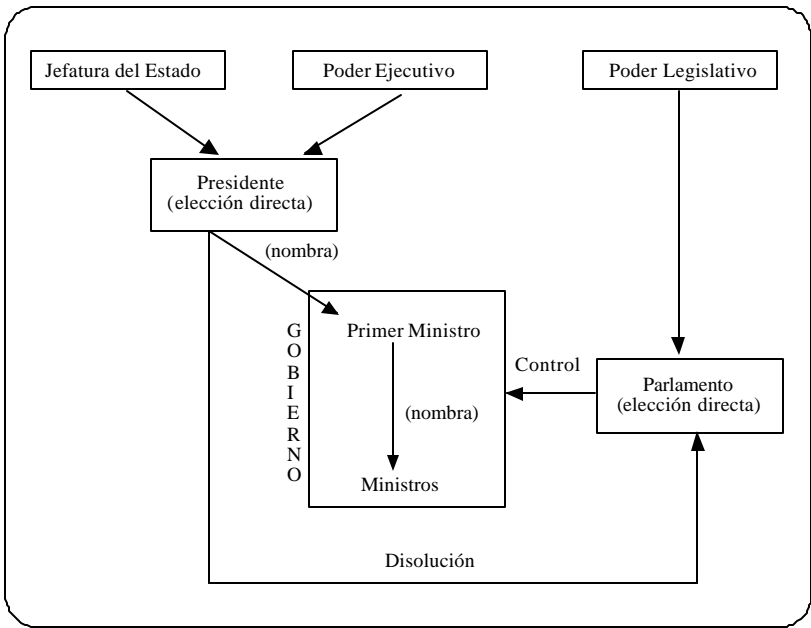 Jefatura del Estado
Poder Ejecutivo
Poder Legislativo
Presidente
(elección directa)
(nombra)
GOBIERNO
Primer Ministro
(nombra)
Ministros
Control
Parlamento
(elección directa)
Disolución